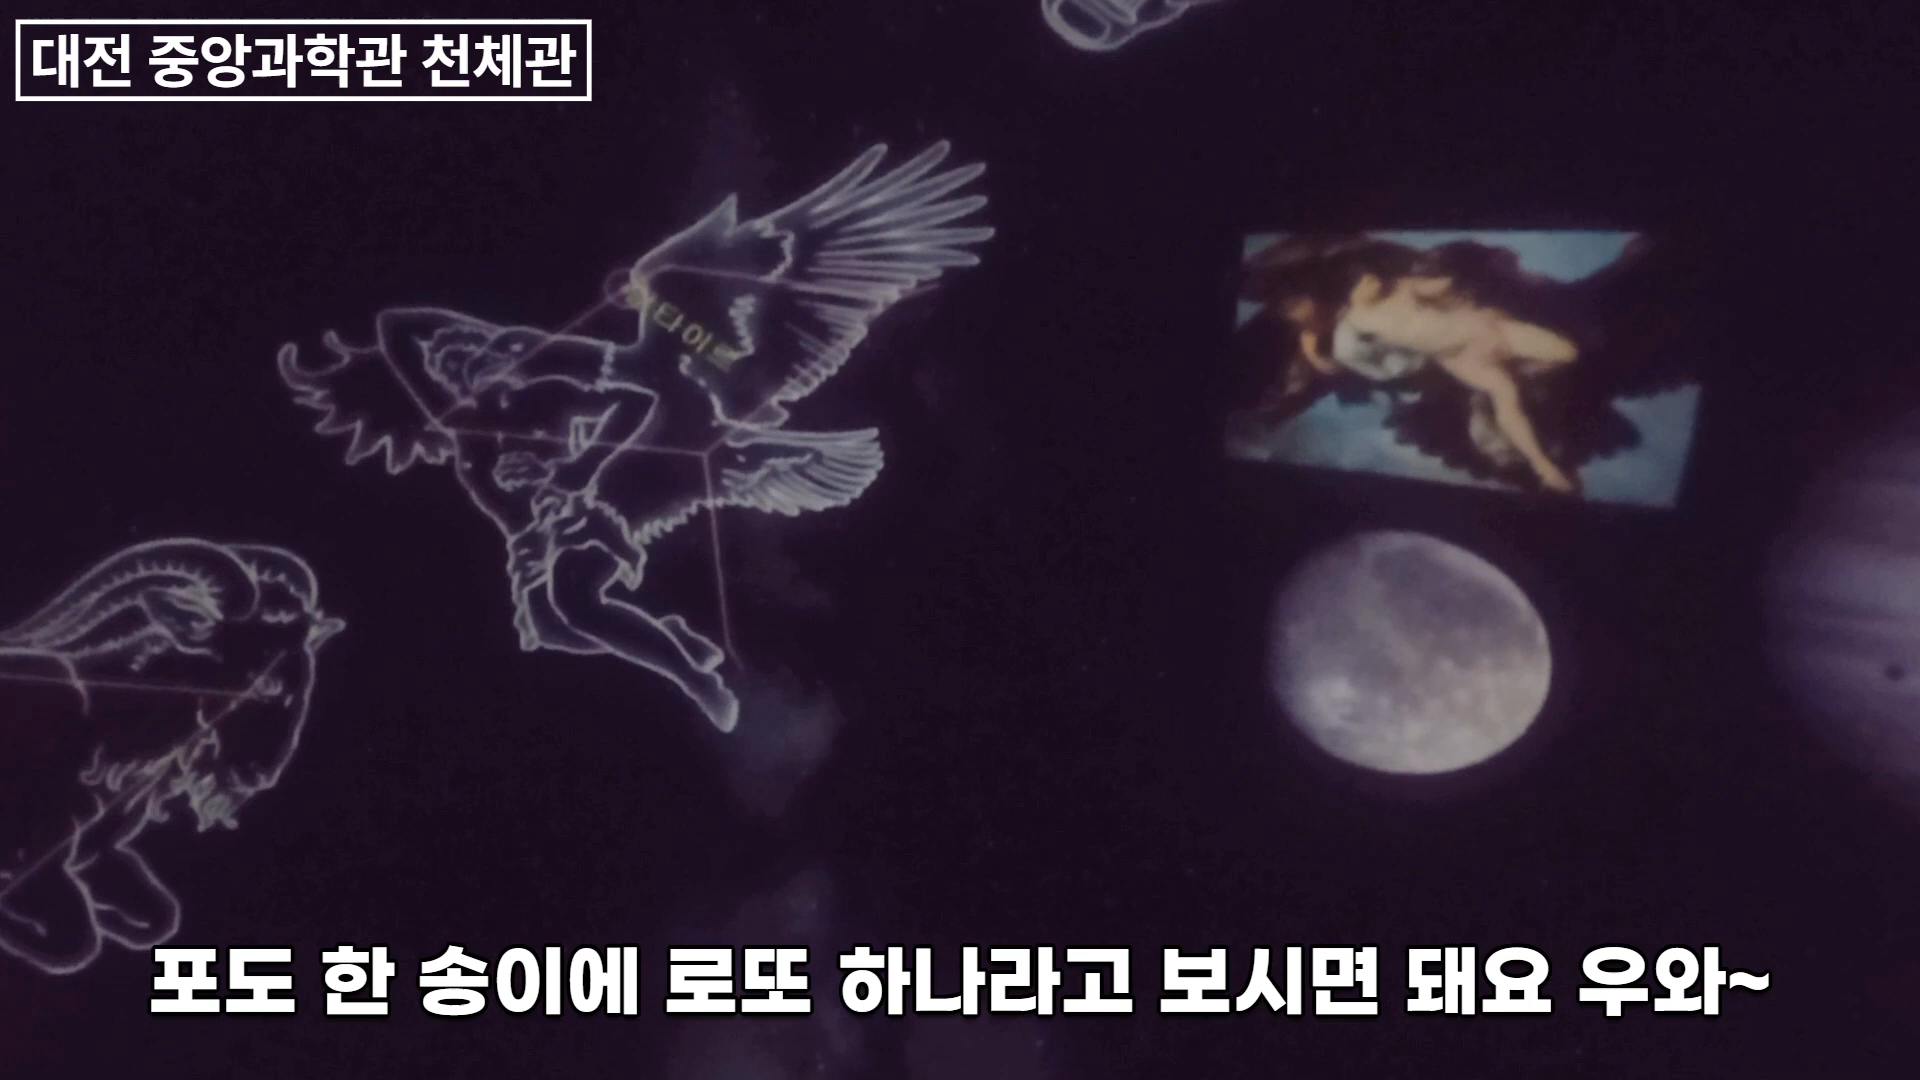 대전 중앙과학관 천체관
포도 한 송이에 로또 하나라고 보시면 돼요 우와~